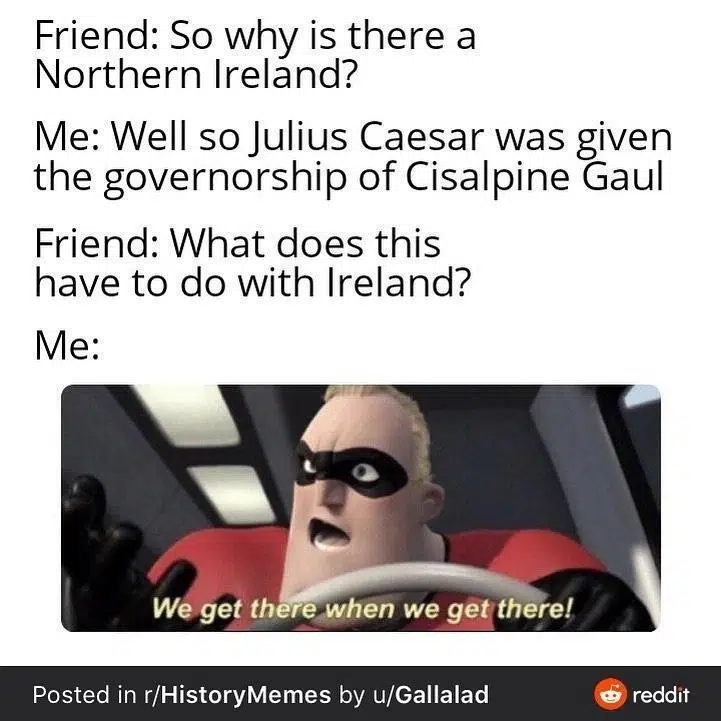 Friend: So why is there a
Northern Ireland?
Me: Well so Julius Caesar was given
the governorship of Cisalpine Gaul
Friend: What does this
have to do with Ireland?
Me:
We get there when we get there!
Posted in r/HistoryMemes by u/Gallalad
reddit